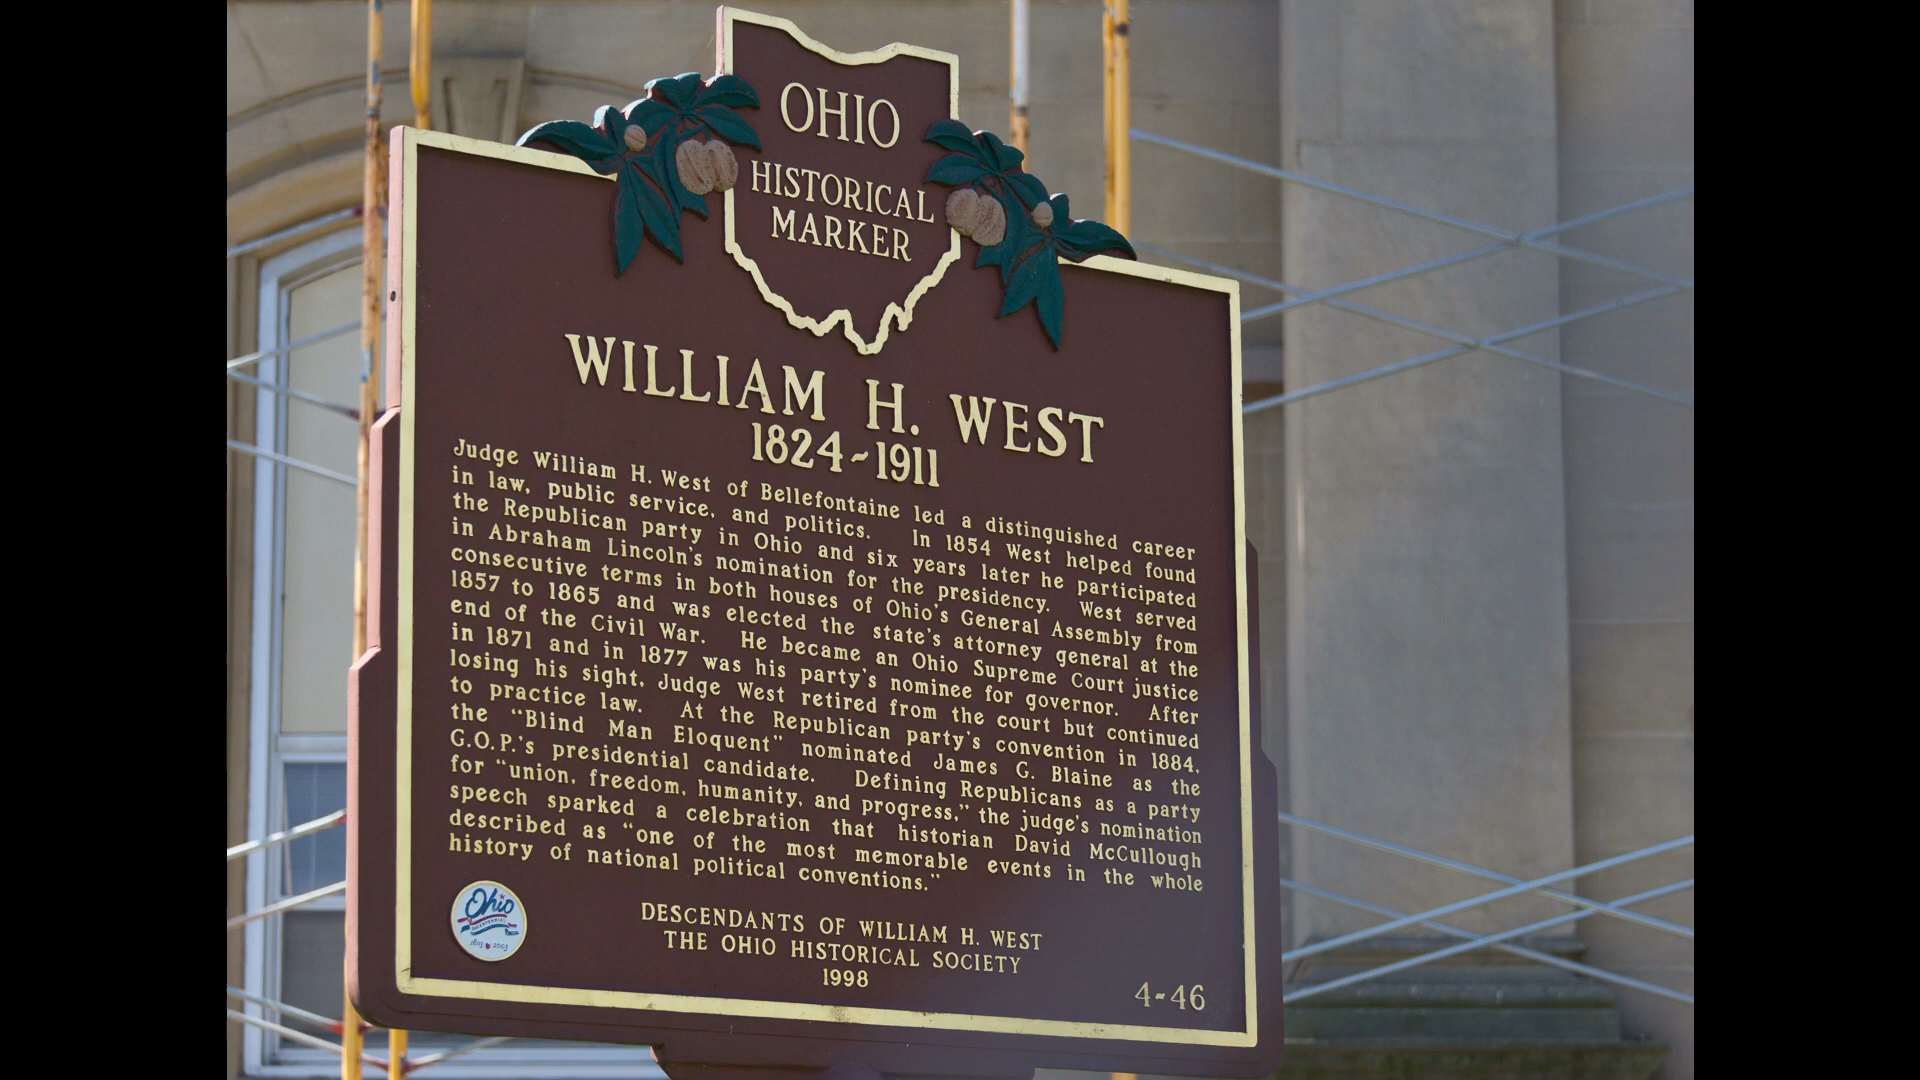 OHIO
HISTORICAL
MARKER
WILLIAM H. WEST
1824~1911
Judge William H. West of Bellefontaine led a distinguished career
in law, public service, and politics. In 1854 West helped found
the Republican party in Ohio and six years later he participated
in Abraham Lincoln's nomination for the presidency. West served
consecutive terms in both houses of Ohio's General Assembly from
1857 to 1865 and was elected the state's attorney general at the
end of the Civil War. He became an Ohio Supreme Court justice
in 1871 and in 1877 was his party's nominee for governor. After
losing his sight, Judge West retired from the court but continued
to practice law. At the Republican party's convention in 1884,
the "Blind Man Eloquent" nominated James G. Blaine as the
G.O.P.'s presidential candidate. Defining Republicans as a party
for "union, freedom, humanity, and progress," the judge's nomination
speech sparked a celebration that historian David McCullough
described as "one of the most memorable events in the whole
history of national political conventions."
Ohio
BICENTENNIAL
1803 2003
DESCENDANTS OF WILLIAM H. WEST
THE OHIO HISTORICAL SOCIETY
1998
4-46